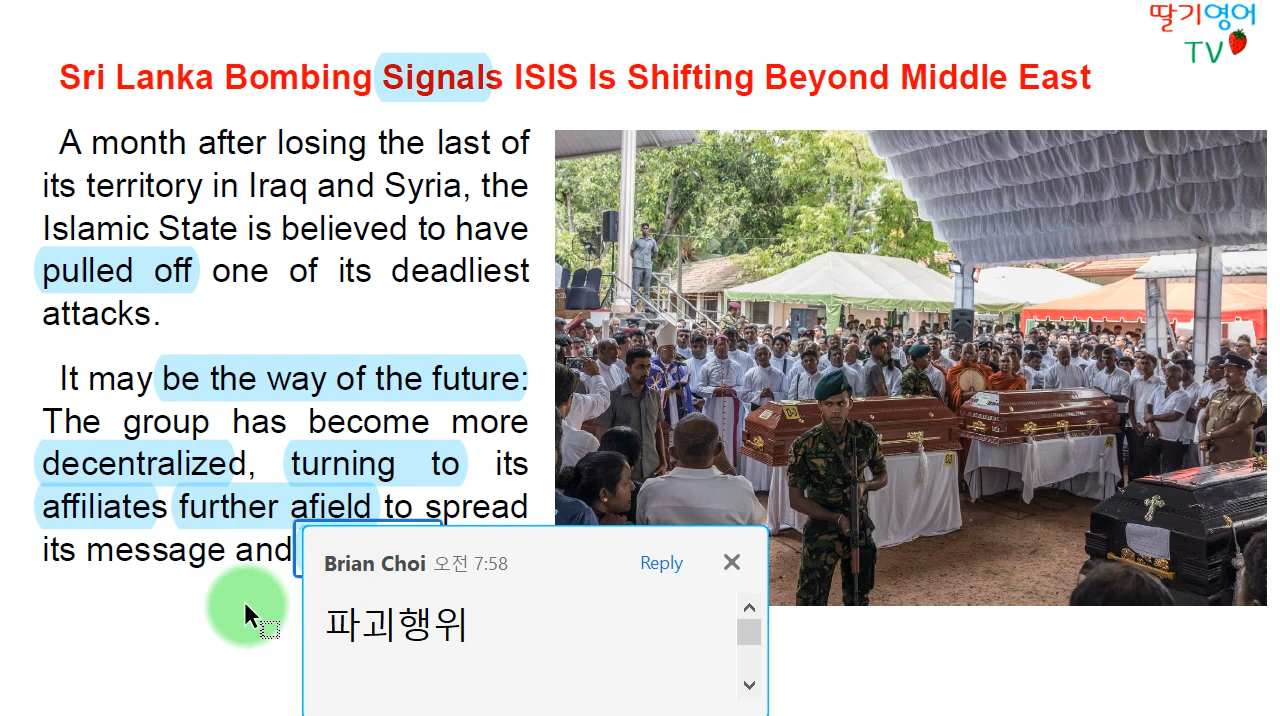 딸기영어
TV
Sri Lanka Bombing Signals ISIS Is Shifting Beyond Middle East
A month after losing the last of
its territory in Iraq and Syria, the
Islamic State is believed to have
pulled off one of its deadliest
attacks.
It may be the way of the future:
The group has become more
decentralized, turning to its
affiliates further afield to spread
its message and
Brian Choi 오전 7:58
Reply
파괴행위